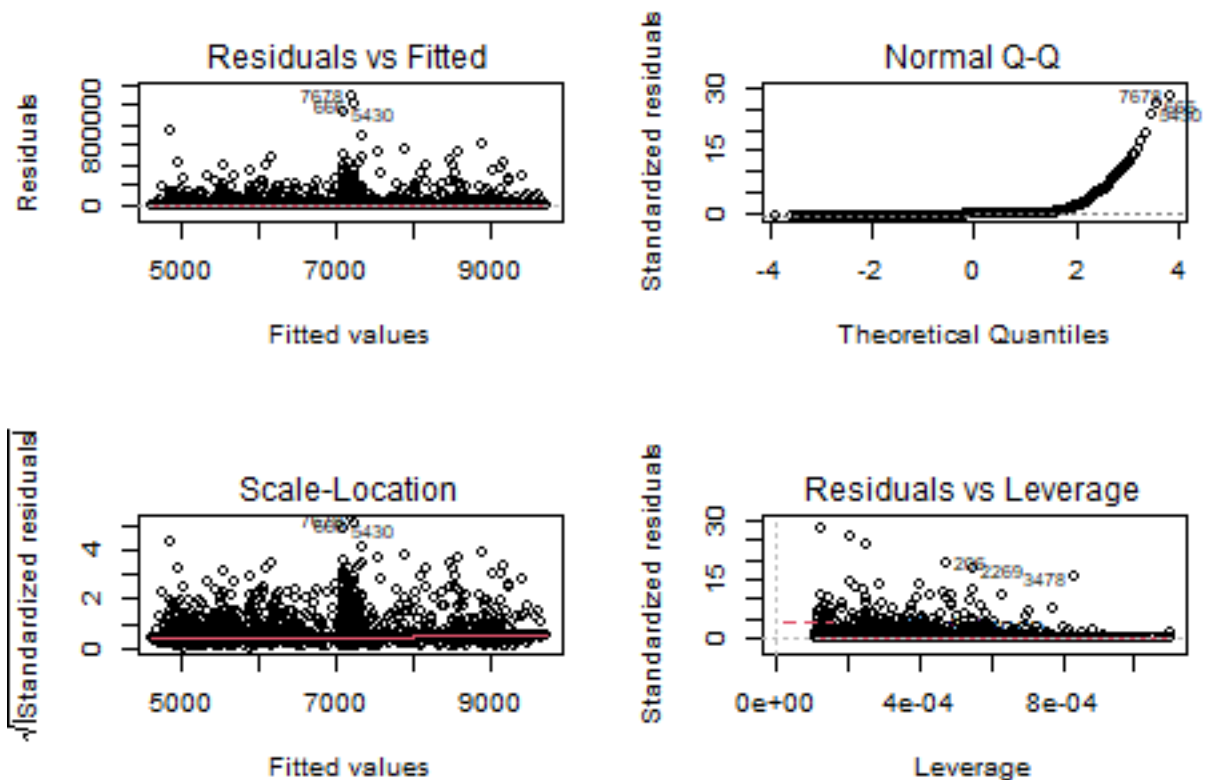 Residuals vs Fitted
Residuals
0
800000
7678
5430
5000
7000
9000
Fitted values
Normal Q-Q
Standardized residuals
0
15
30
7678
-4
-2
0
2
4
Theoretical Quantiles
Scale-Location
√|Standardized residuals|
0
2
4
5430
5000
7000
9000
Fitted values
Residuals vs Leverage
Standardized residuals
0
15
30
2269
3478
0e+00
4e-04
8e-04
Leverage